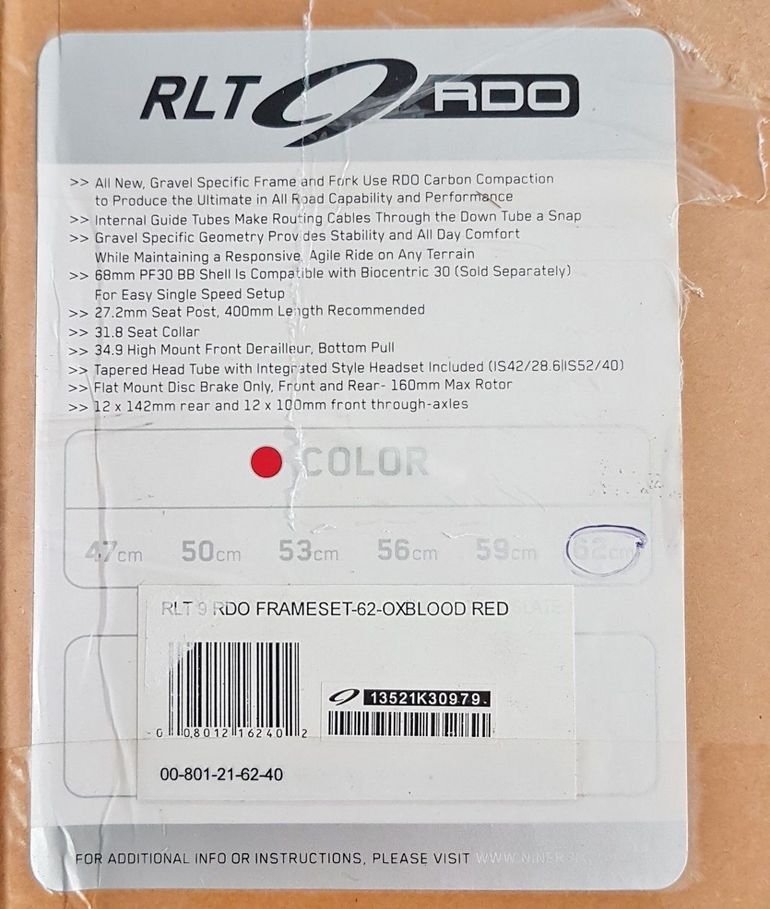 RLT 9 RDO
>> All New, Gravel Specific Frame and Fork Use RDO Carbon Compaction
to Produce the Ultimate in All Road Capability and Performance
>> Internal Guide Tubes Make Routing Cables Through the Down Tube a Snap
>> Gravel Specific Geometry Provides Stability and All Day Comfort
While Maintaining a Responsive, Agile Ride on Any Terrain
>> 68mm PF30 BB Shell Is Compatible with Biocentric 30 (Sold Separately)
For Easy Single Speed Setup
>> 27.2mm Seat Post, 400mm Length Recommended
>> 31.8 Seat Collar
>> 34.9 High Mount Front Derailleur, Bottom Pull
>> Tapered Head Tube with Integrated Style Headset Included (IS42/28.6|IS52/40)
>> Flat Mount Disc Brake Only, Front and Rear- 160mm Max Rotor
>> 12 x 142mm rear and 12 x 100mm front through-axles
COLOR
47cm 50cm 53cm 56cm 59cm 62cm
RLT 9 RDO FRAMESET-62-OXBLOOD RED
13521K30979.
0 08012 16240 2
00-801-21-62-40
FOR ADDITIONAL INFO OR INSTRUCTIONS, PLEASE VISIT